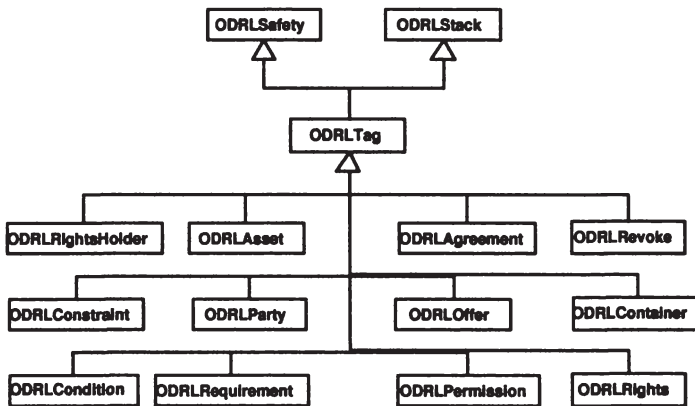 ODRLSafety ODRLStack
ODRLTag
ODRLRightsHolder ODRLAsset ODRLAgreement ODRLRevoke
ODRLConstraint ODRLParty ODRLOffer ODRLContainer
ODRLCondition ODRLRequirement ODRLPermission ODRLRights